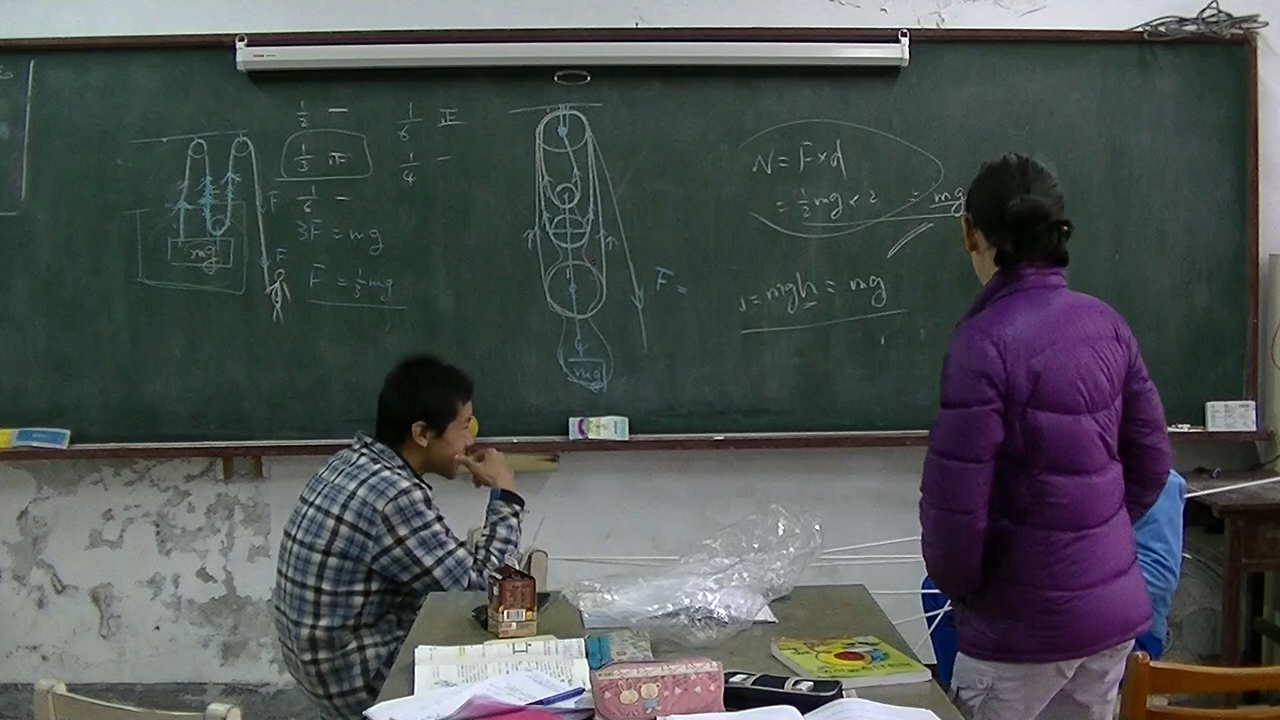 1/2 一
1/3 正
1/6 一
3F = mg
F = 1/3 mg
1/6 正
1/4 一
mg
F
F
F =
mg
W = F×d
= 1/2 mg × 2 = mg
= mgh = mg